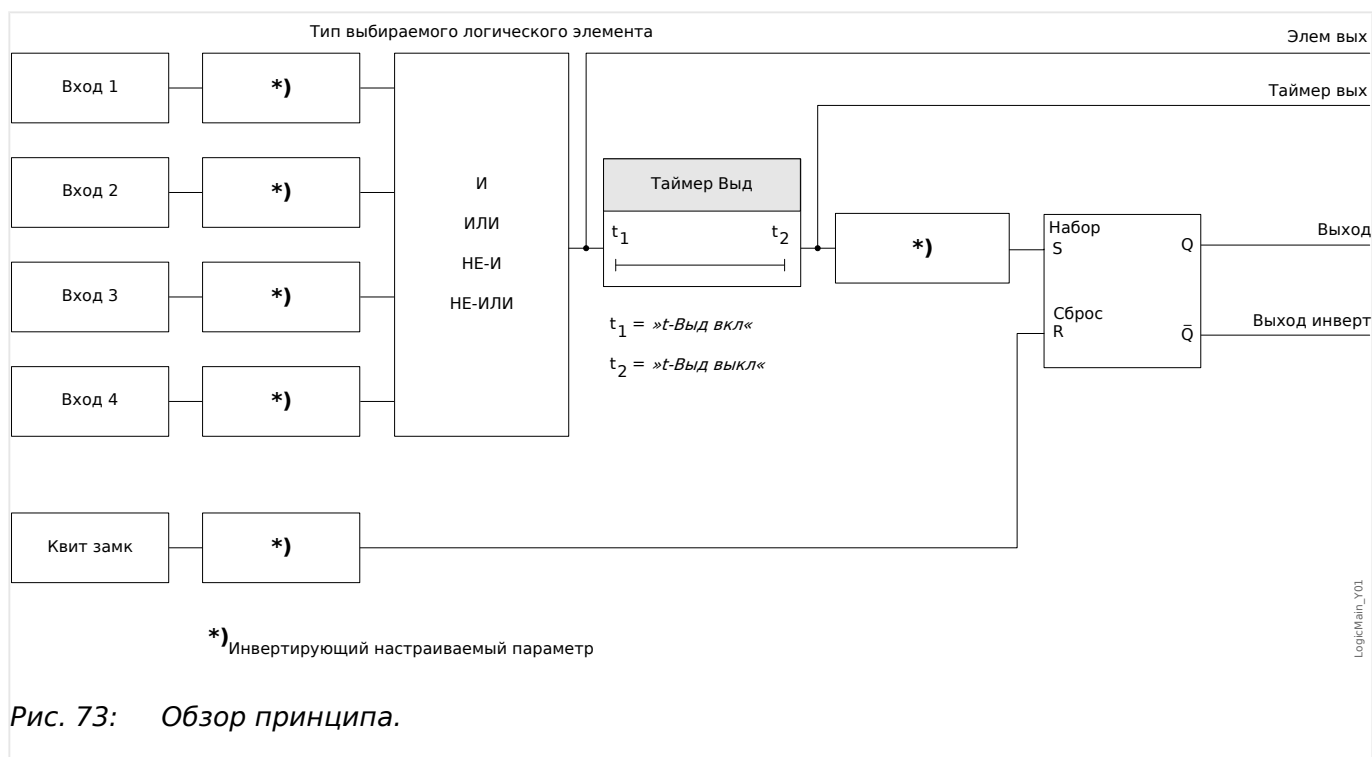 Тип выбираемого логического элемента
Элем вых
Вход 1
*)
Таймер вых
Вход 2
*)
И
ИЛИ
НЕ-И
НЕ-ИЛИ
Таймер Выд
t1
t2
*)
Набор
S
Q
Выход
Вход 3
*)
t1 = »t-Выд вкл«
t2 = »t-Выд выкл«
Сброс
R
Q̅
Выход инверт
Вход 4
*)
Квит замк
*)
*)Инвертирующий настраиваемый параметр
LogicMain_Y01
Рис. 73: Обзор принципа.